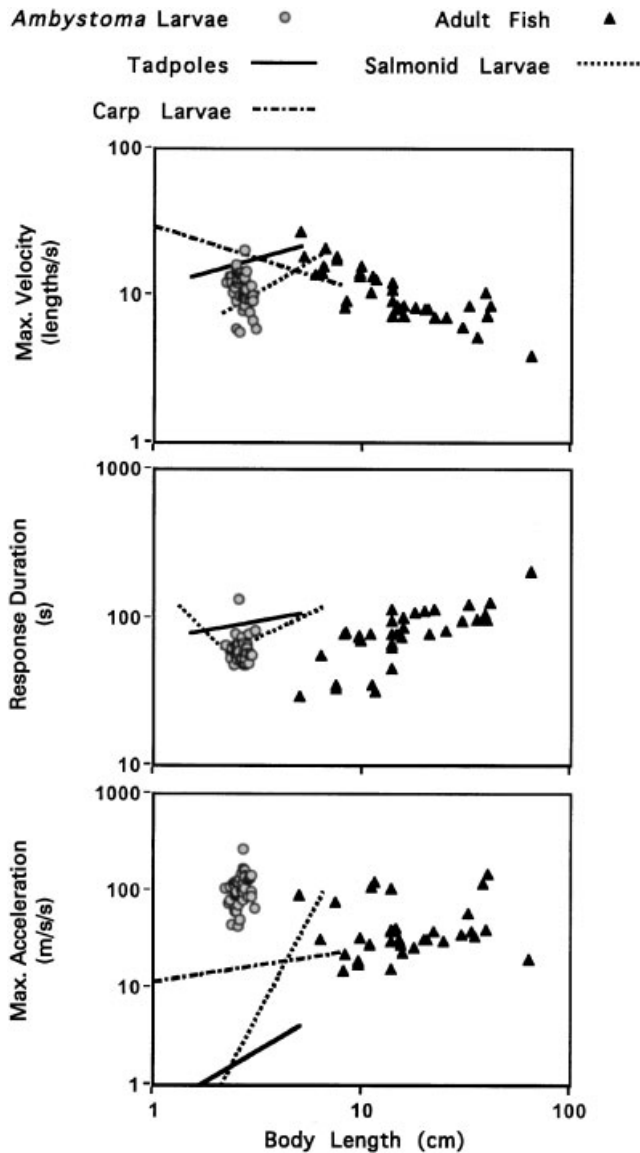 Ambystoma Larvae Adult Fish
Tadpoles Salmonid Larvae
Carp Larvae
100
10
1
Max. Velocity
(lengths/s)
1000
100
10
Response Duration
(s)
1000
100
10
1
Max. Acceleration
(m/s/s)
1 10 100
Body Length (cm)